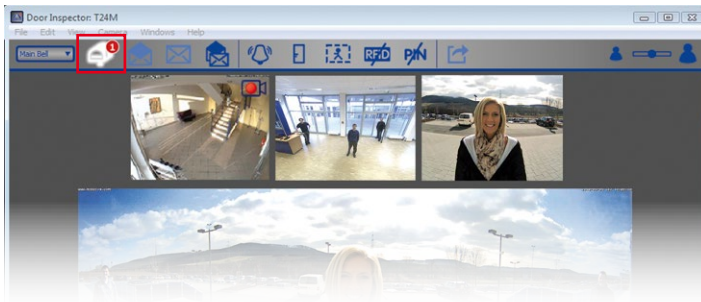 Door Inspector: T24M
File Edit View Camera Windows Help
Main Bell
1
RFiD
PiN